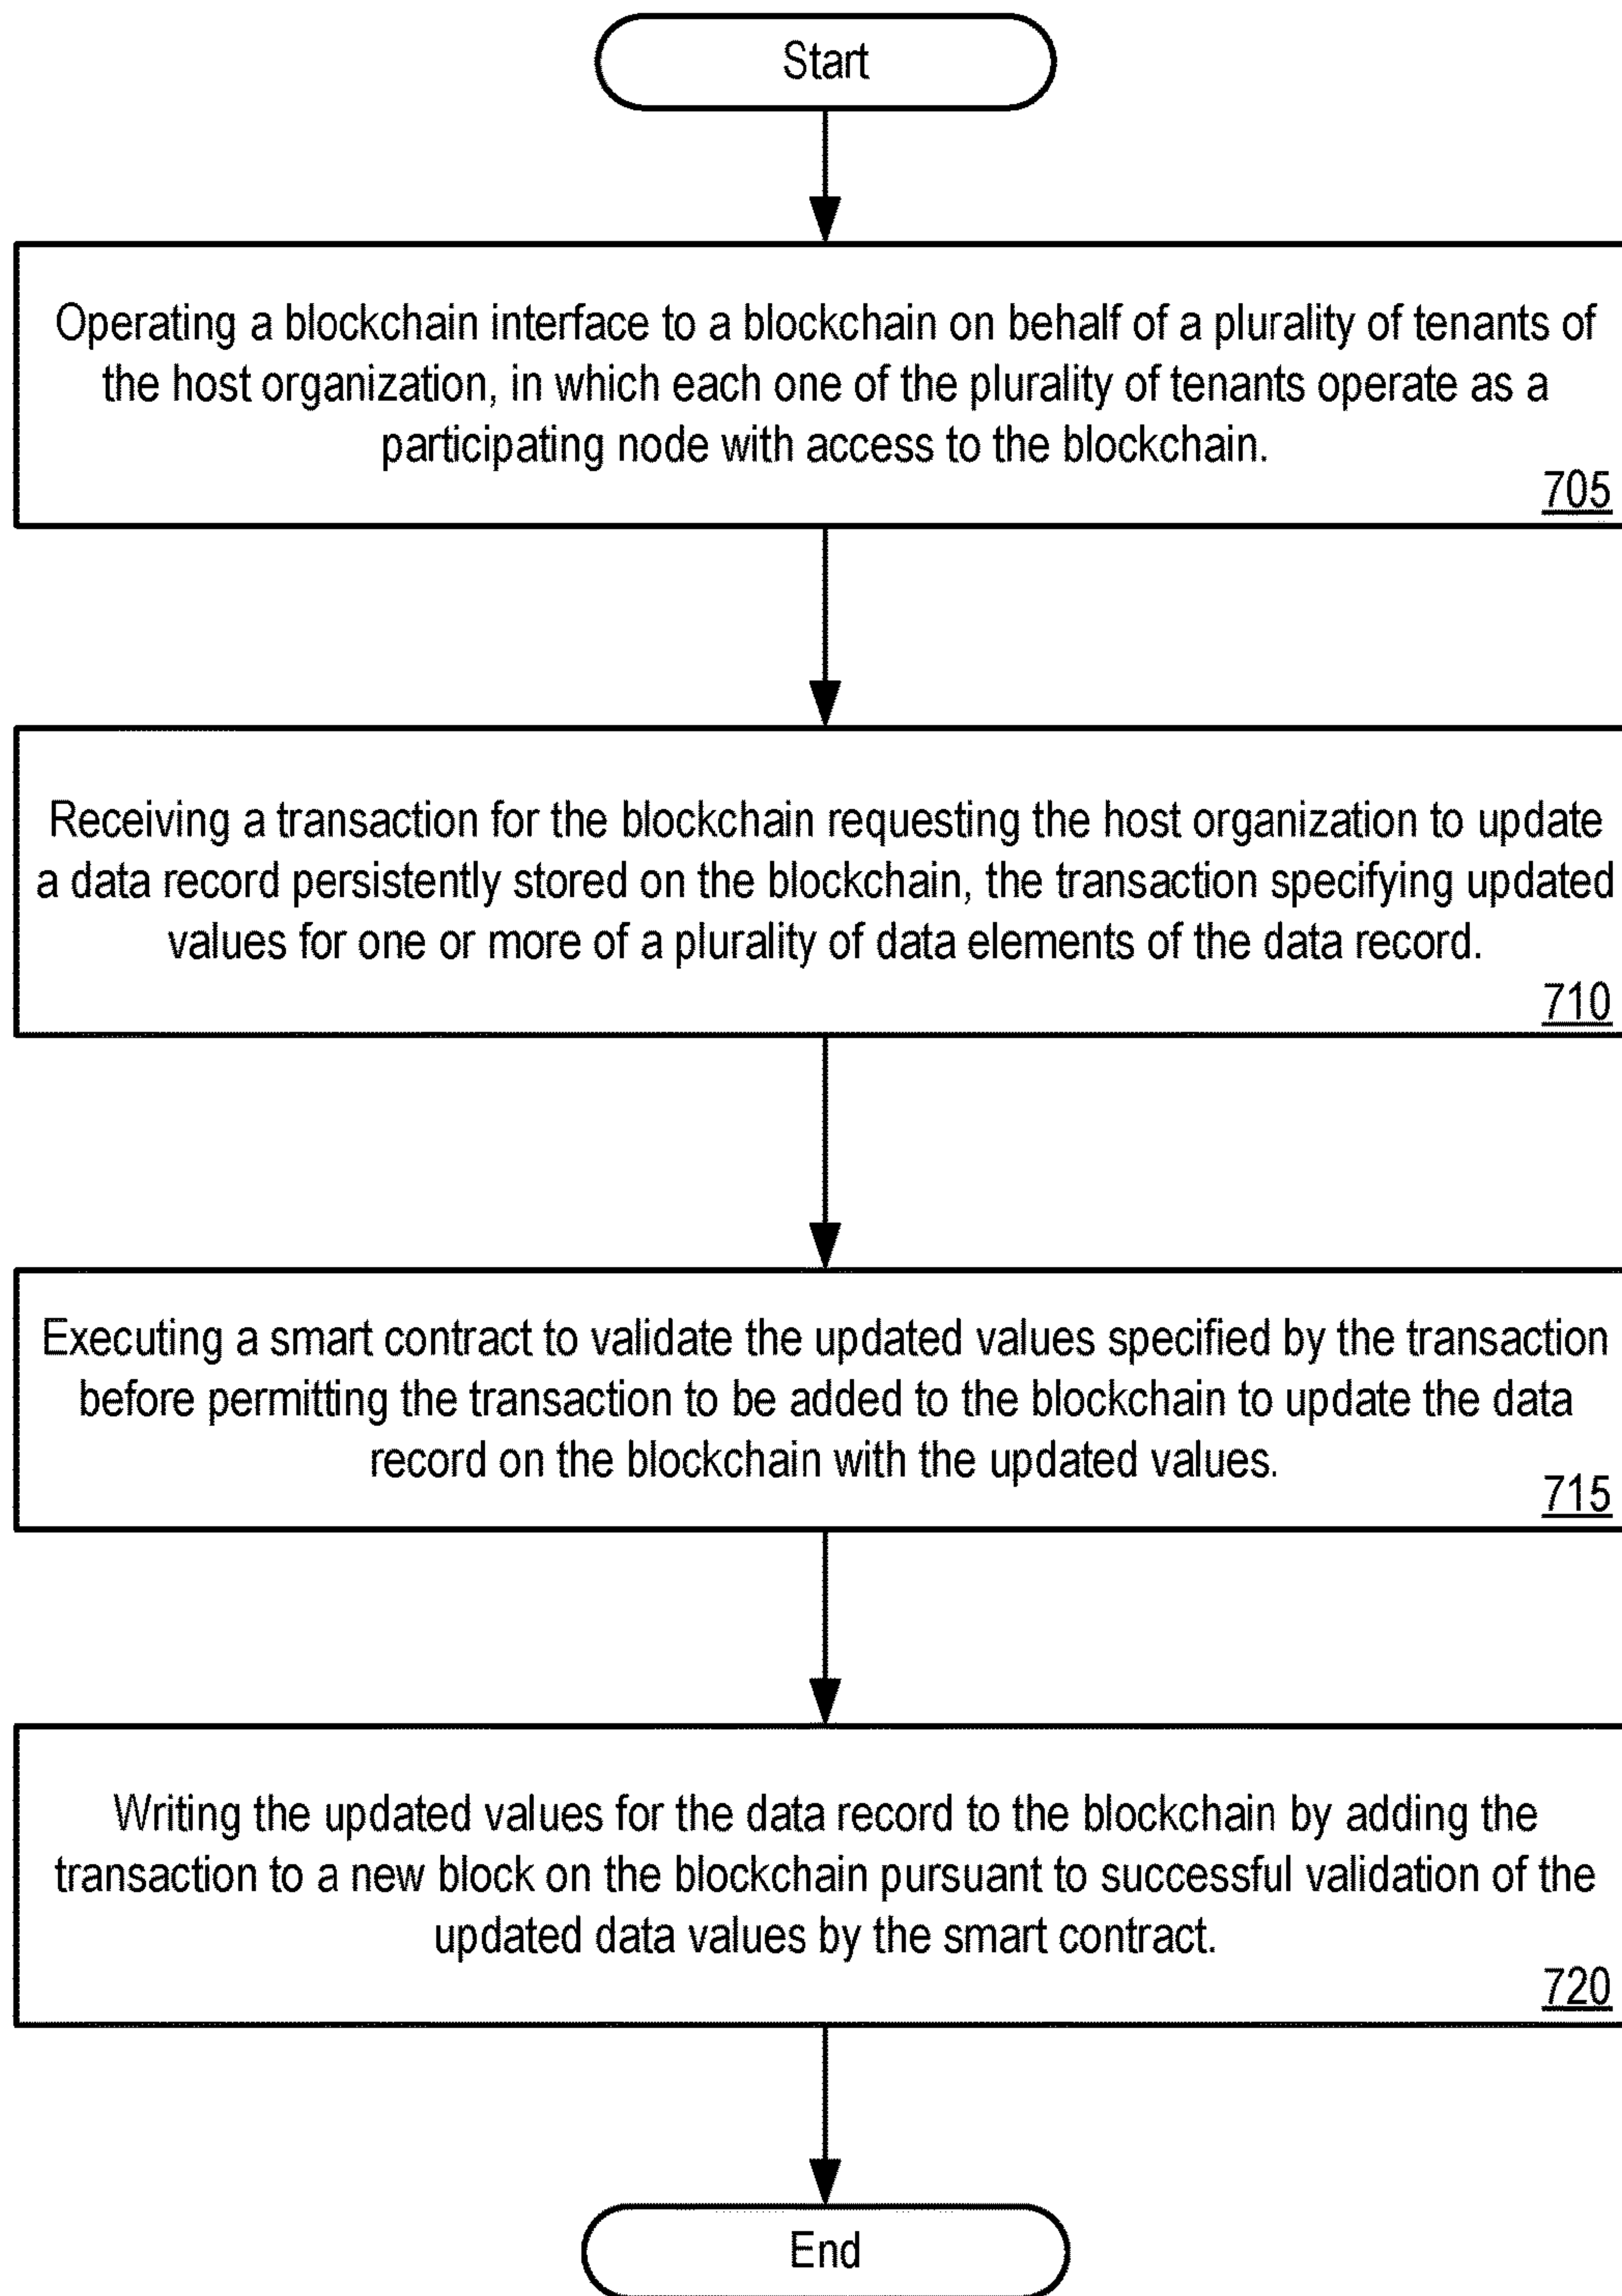 Start
Operating a blockchain interface to a blockchain on behalf of a plurality of tenants of
the host organization, in which each one of the plurality of tenants operate as a
participating node with access to the blockchain.
705
Receiving a transaction for the blockchain requesting the host organization to update
a data record persistently stored on the blockchain, the transaction specifying updated
values for one or more of a plurality of data elements of the data record.
710
Executing a smart contract to validate the updated values specified by the transaction
before permitting the transaction to be added to the blockchain to update the data
record on the blockchain with the updated values.
715
Writing the updated values for the data record to the blockchain by adding the
transaction to a new block on the blockchain pursuant to successful validation of the
updated data values by the smart contract.
720
End